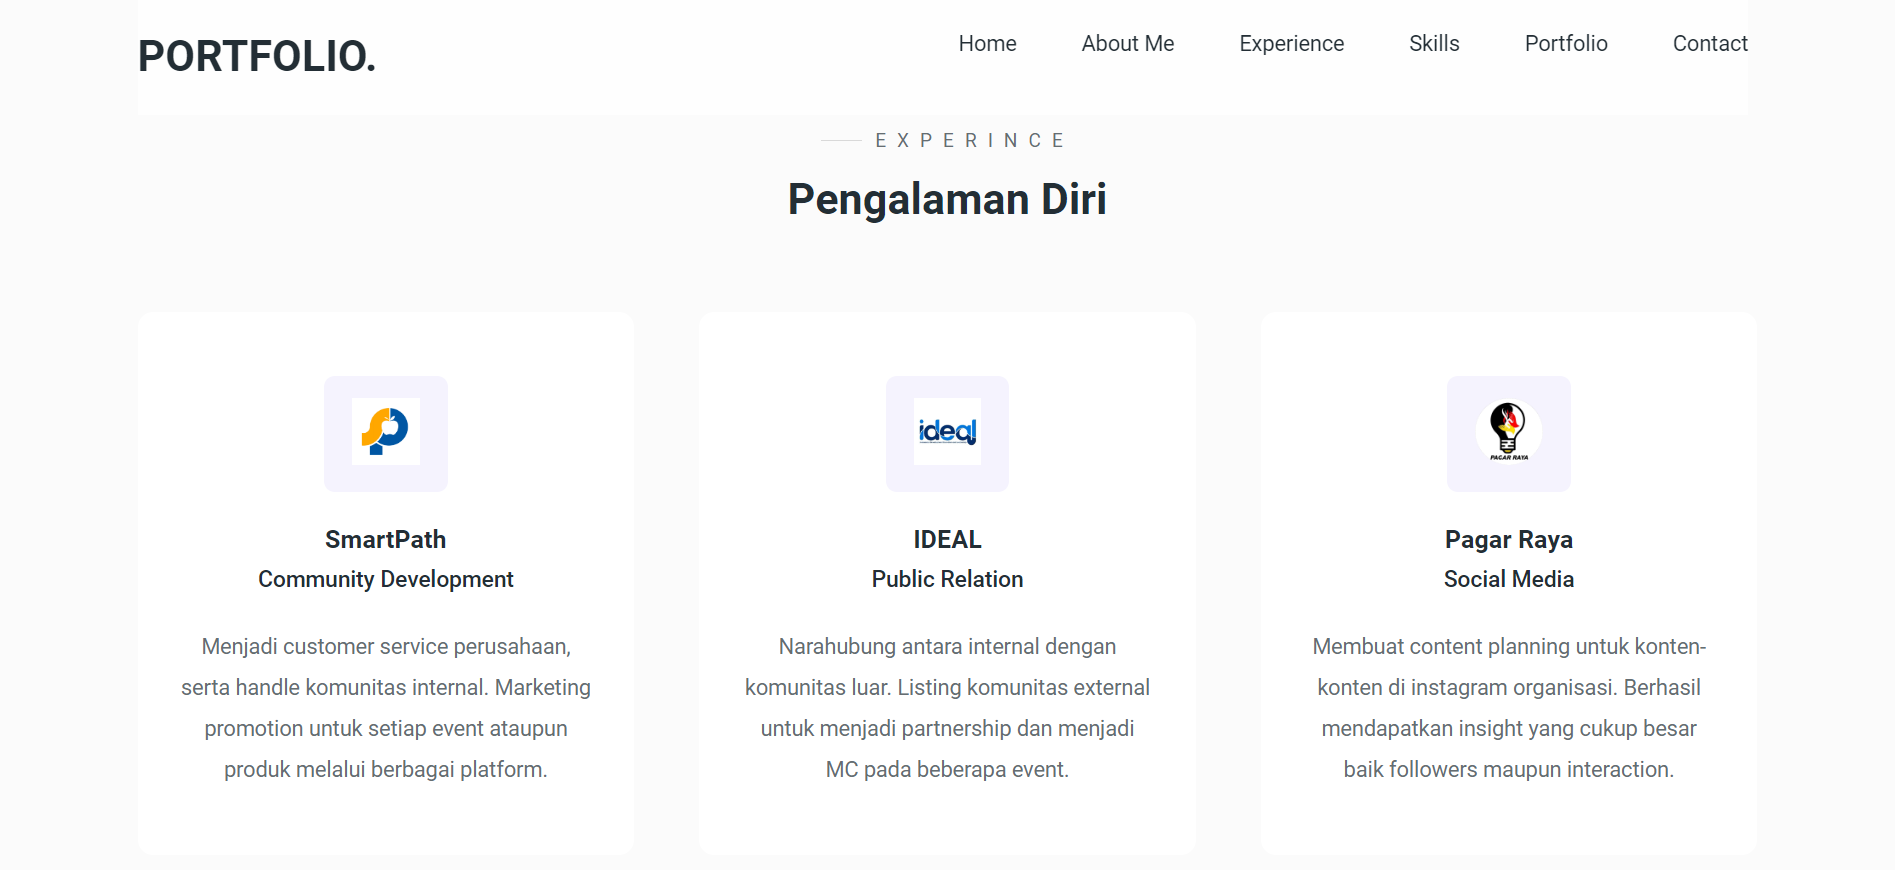 PORTFOLIO.
Home
About Me
Experience
Skills
Portfolio
Contact
EXPERINCE
Pengalaman Diri
SmartPath
Community Development
Menjadi customer service perusahaan,
serta handle komunitas internal. Marketing
promotion untuk setiap event ataupun
produk melalui berbagai platform.
ideal
IDEAL
Public Relation
Narahubung antara internal dengan
komunitas luar. Listing komunitas external
untuk menjadi partnership dan menjadi
MC pada beberapa event.
PAGAR RAYA
Pagar Raya
Social Media
Membuat content planning untuk konten-
konten di instagram organisasi. Berhasil
mendapatkan insight yang cukup besar
baik followers maupun interaction.